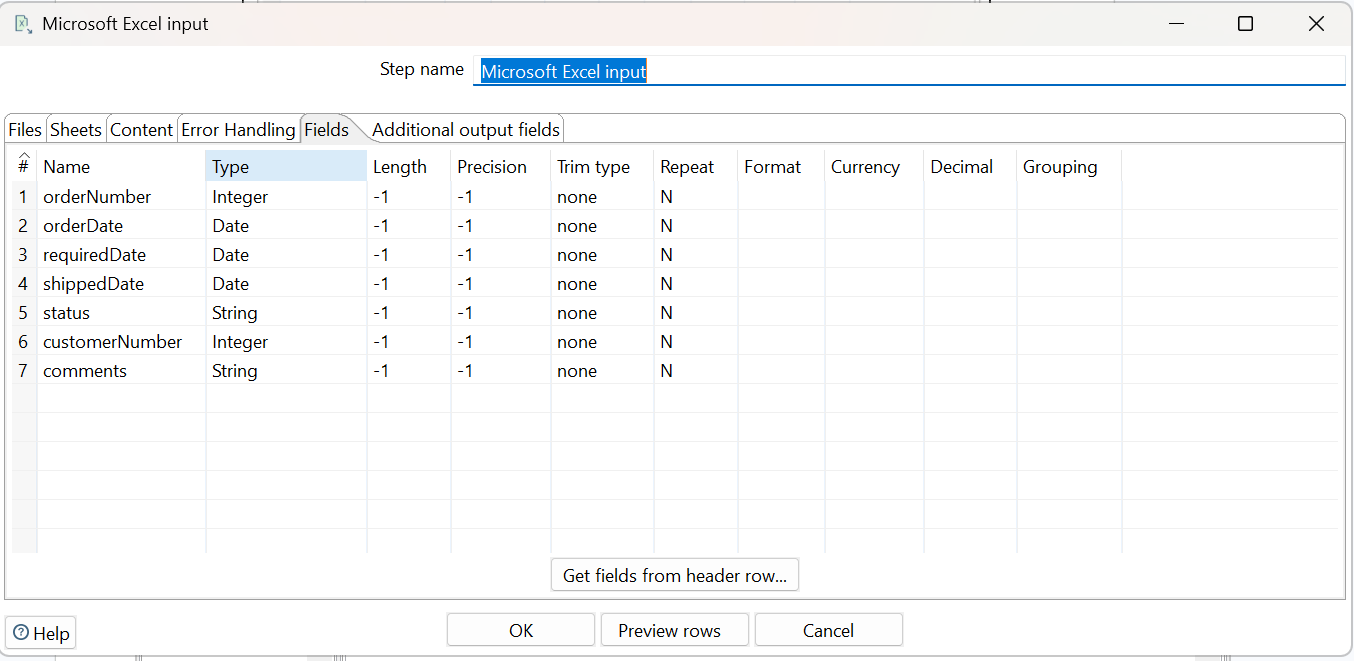 Microsoft Excel input
Step name Microsoft Excel input
Files Sheets Content Error Handling Fields Additional output fields
# Name Type Length Precision Trim type Repeat Format Currency Decimal Grouping
1 orderNumber Integer -1 -1 none N
2 orderDate Date -1 -1 none N
3 requiredDate Date -1 -1 none N
4 shippedDate Date -1 -1 none N
5 status String -1 -1 none N
6 customerNumber Integer -1 -1 none N
7 comments String -1 -1 none N
Get fields from header row...
Help OK Preview rows Cancel